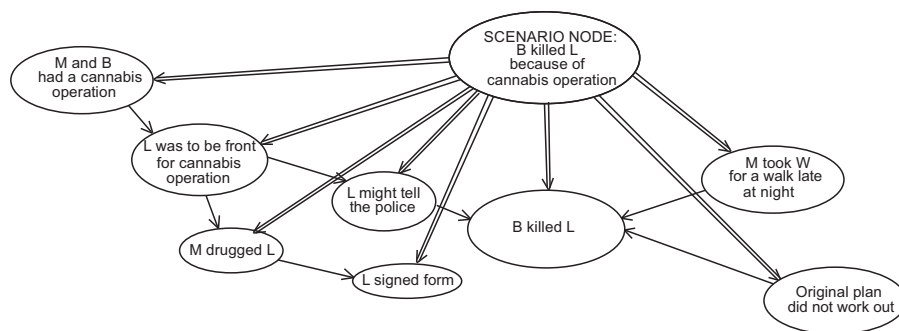 SCENARIO NODE:
B killed L
because of
cannabis operation
M and B
had a cannabis
operation
L was to be front
for cannabis
operation
L might tell
the police
M took W
for a walk late
at night
B killed L
M drugged L
L signed form
Original plan
did not work out